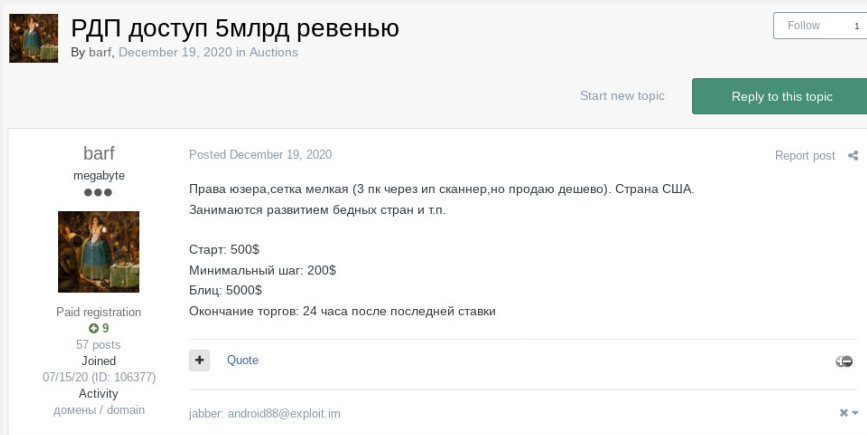 РДП доступ 5млрд ревенью
By barf, December 19, 2020 in Auctions
Follow 1
Start new topic
Reply to this topic
barf
megabyte
Paid registration
9
57 posts
Joined
07/15/20 (ID: 106377)
Activity
домены / domain
Posted December 19, 2020
Report post
Права юзера,сетка мелкая (3 пк через ип сканнер,но продаю дешево). Страна США.
Занимаются развитием бедных стран и т.п.
Старт: 500$
Минимальный шаг: 200$
Блиц: 5000$
Окончание торгов: 24 часа после последней ставки
Quote
jabber: android88@exploit.im